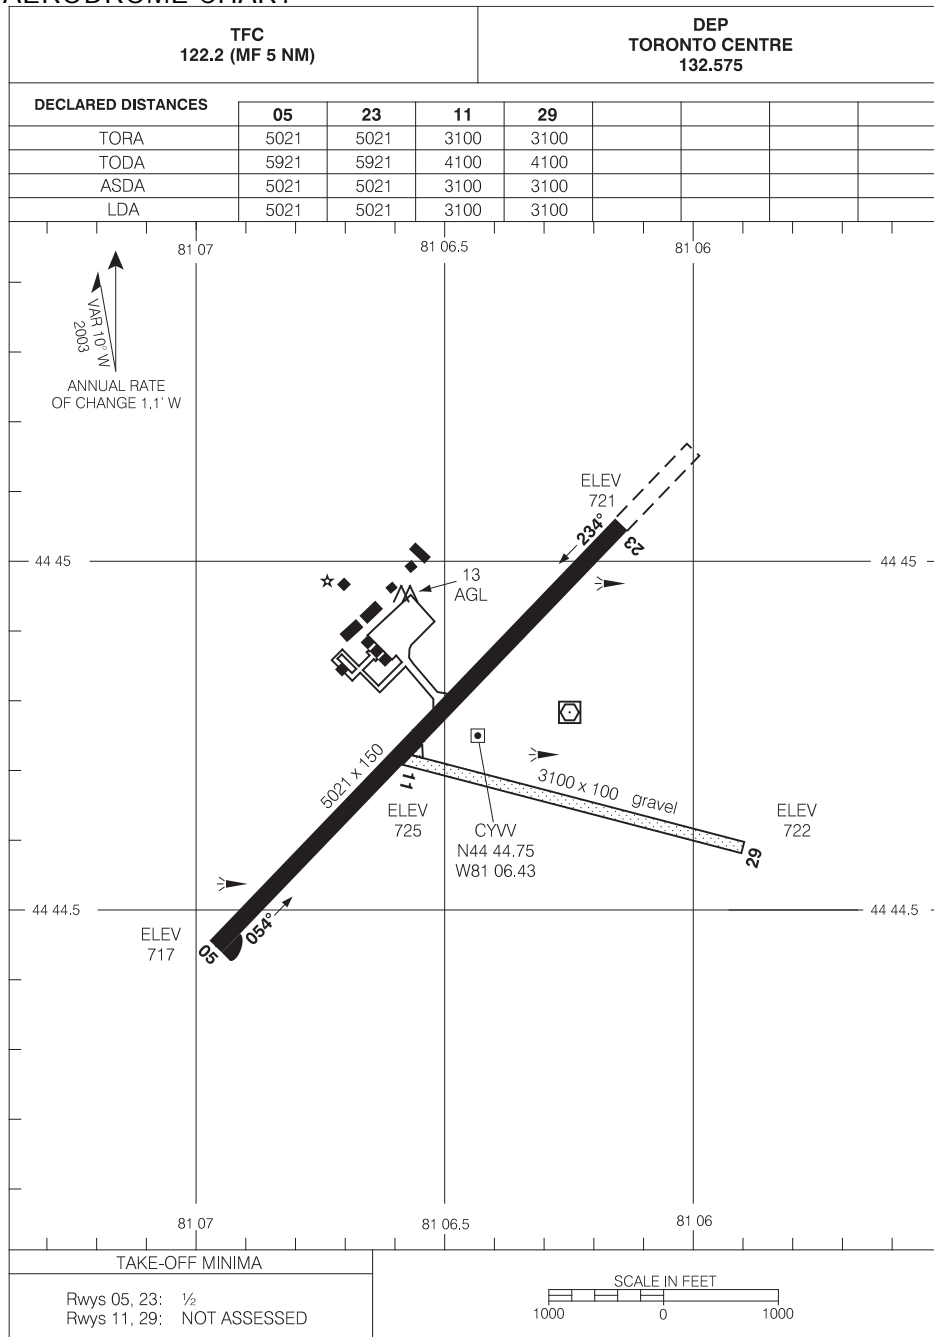 AERODROME CHART
TFC
122.2 (MF 5 NM)
DEP
TORONTO CENTRE
132.575
DECLARED DISTANCES 05 23 11 29
TORA 5021 5021 3100 3100
TODA 5921 5921 4100 4100
ASDA 5021 5021 3100 3100
LDA 5021 5021 3100 3100
81 07 81 06.5 81 06
VAR 10° W
2003
ANNUAL RATE
OF CHANGE 1.1' W
ELEV
721
234°
23
44 45 44 45
13
AGL
5021 x 150
11
3100 x 100 gravel
ELEV
725
CYVV
N44 44.75
W81 06.43
ELEV
722
29
44 44.5 44 44.5
054°
ELEV
717
05
81 07 81 06.5 81 06
TAKE-OFF MINIMA
Rwys 05, 23: ½
Rwys 11, 29: NOT ASSESSED
SCALE IN FEET
1000 0 1000